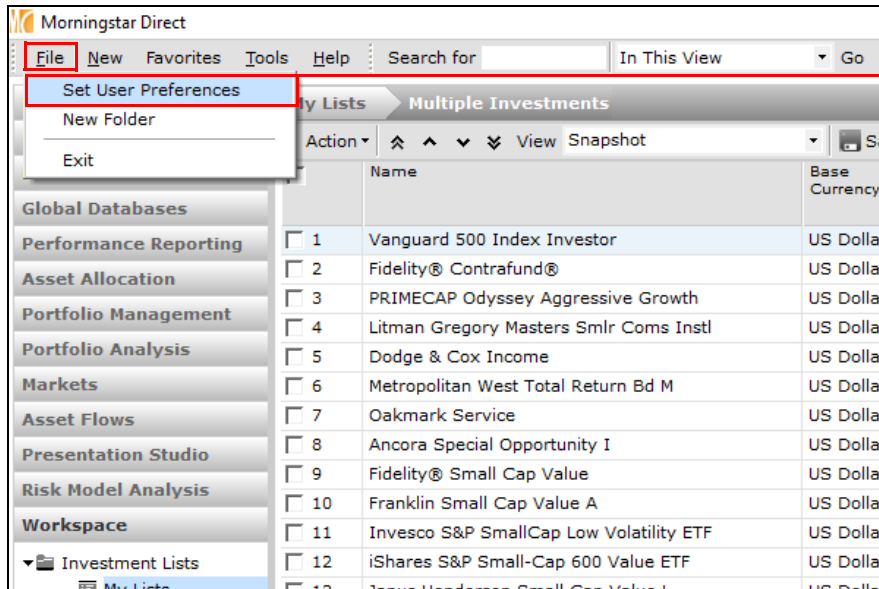 Morningstar Direct
File New Favorites Tools Help Search for In This View Go
Set User Preferences
New Folder
Exit
My Lists Multiple Investments
Action View Snapshot
Name Base
Currency
Global Databases
Performance Reporting
Asset Allocation
Portfolio Management
Portfolio Analysis
Markets
Asset Flows
Presentation Studio
Risk Model Analysis
Workspace
Investment Lists
My Lists
1 Vanguard 500 Index Investor US Dolla
2 Fidelity® Contrafund® US Dolla
3 PRIMECAP Odyssey Aggressive Growth US Dolla
4 Litman Gregory Masters Smlr Coms Instl US Dolla
5 Dodge & Cox Income US Dolla
6 Metropolitan West Total Return Bd M US Dolla
7 Oakmark Service US Dolla
8 Ancora Special Opportunity I US Dolla
9 Fidelity® Small Cap Value US Dolla
10 Franklin Small Cap Value A US Dolla
11 Invesco S&P SmallCap Low Volatility ETF US Dolla
12 iShares S&P Small-Cap 600 Value ETF US Dolla